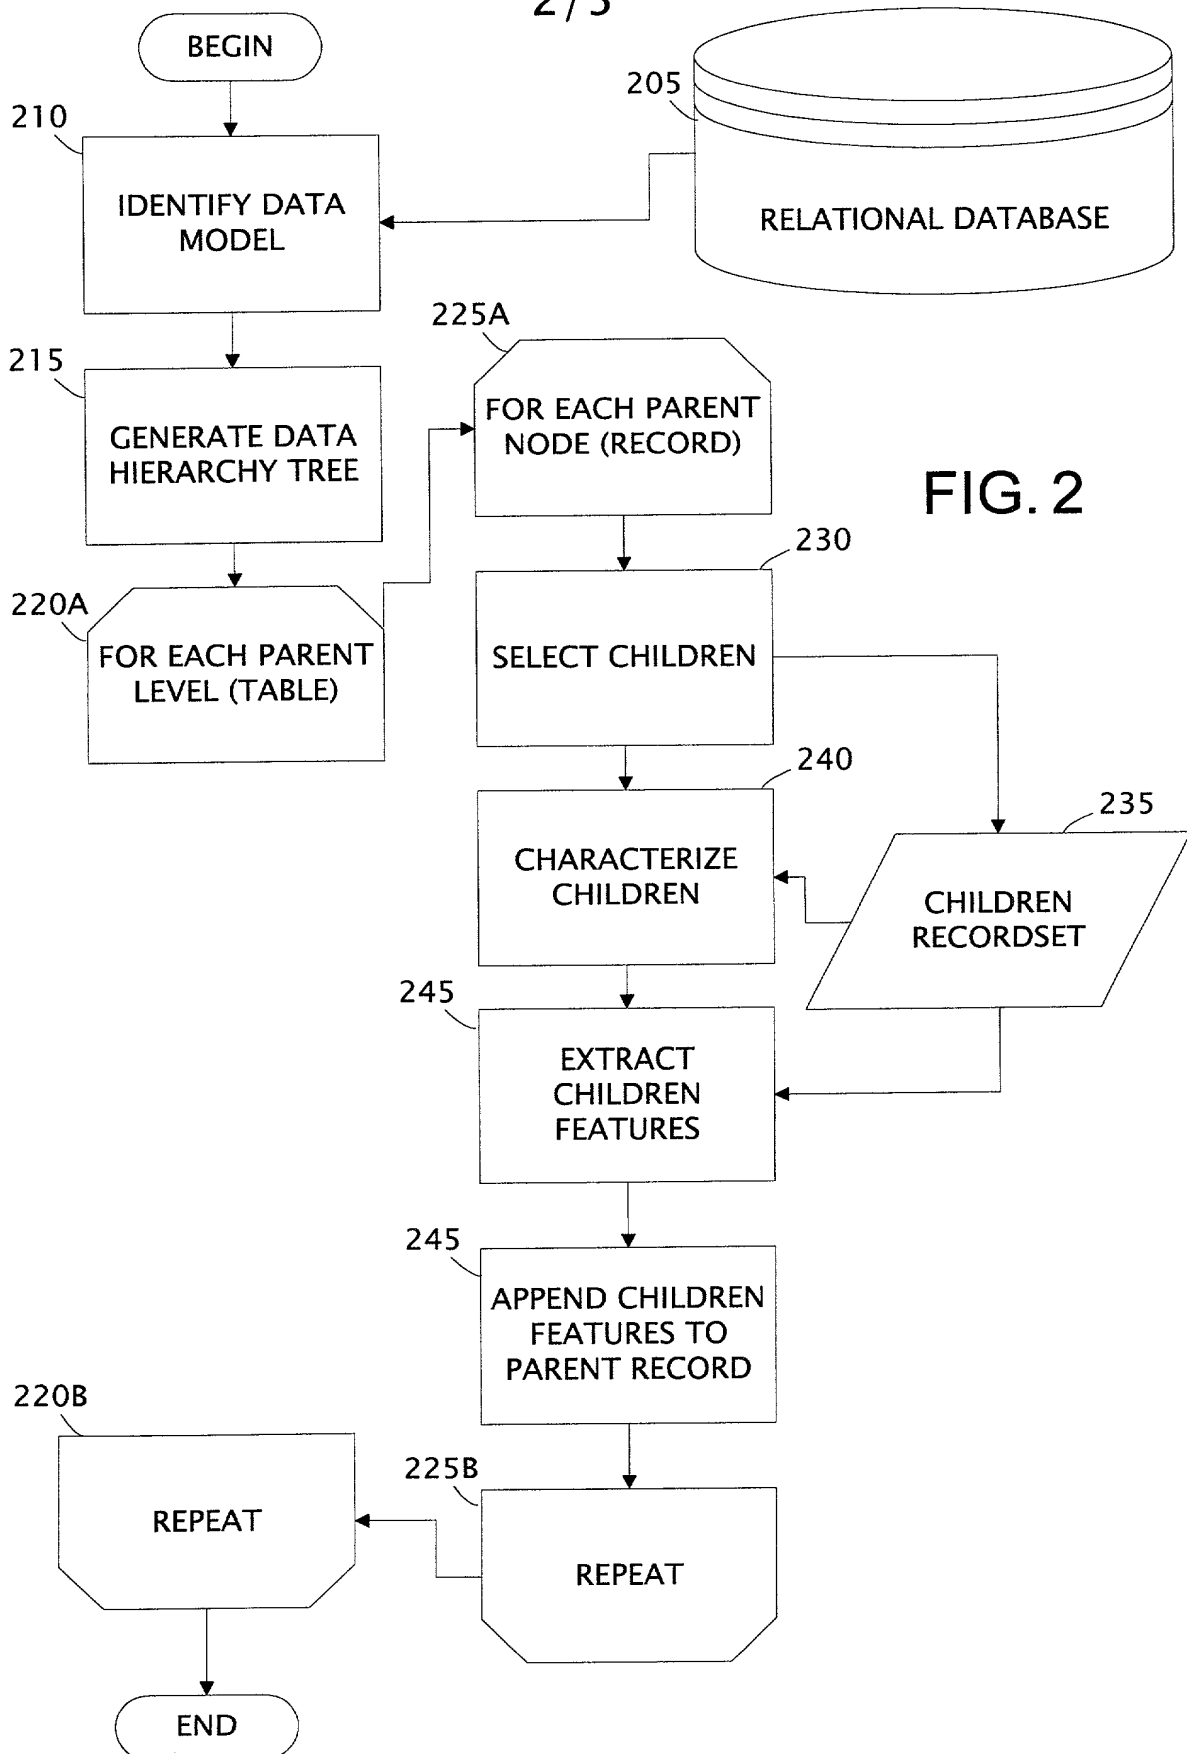 2/3
BEGIN
205
210
IDENTIFY DATA
MODEL
RELATIONAL DATABASE
225A
215
FOR EACH PARENT
NODE (RECORD)
GENERATE DATA
HIERARCHY TREE
FIG. 2
230
220A
FOR EACH PARENT
LEVEL (TABLE)
SELECT CHILDREN
240
235
CHARACTERIZE
CHILDREN
CHILDREN
RECORDSET
245
EXTRACT
CHILDREN
FEATURES
245
APPEND CHILDREN
FEATURES TO
PARENT RECORD
220B
225B
REPEAT
REPEAT
END